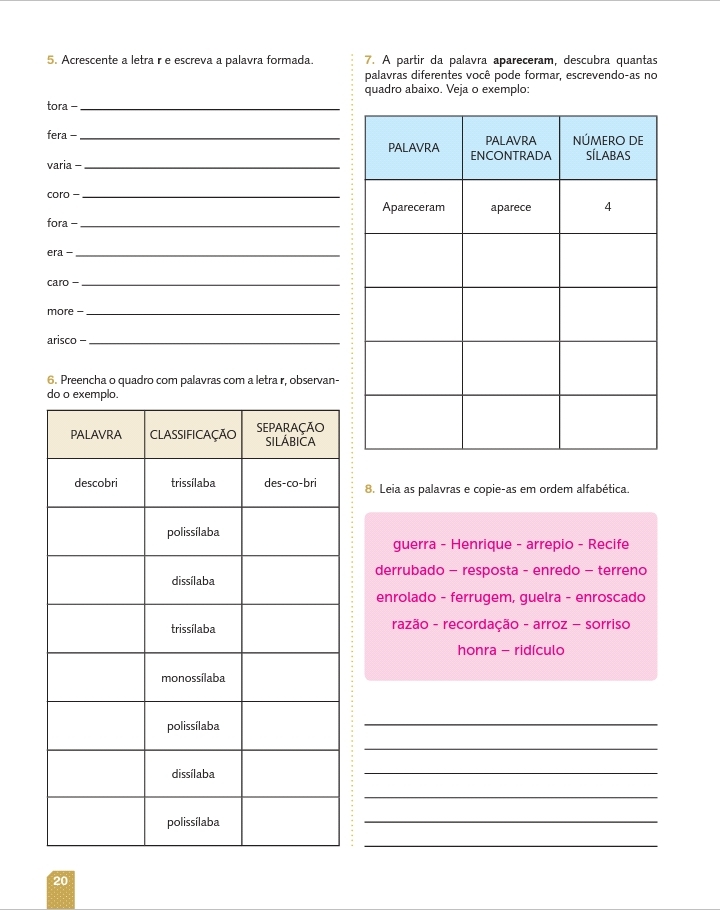 5. Acrescente a letra r e escreva a palavra formada.
tora –
fera –
varia –
coro –
fora –
era –
caro –
more –
arisco –
6. Preencha o quadro com palavras com a letra r, observan-
do o exemplo.
PALAVRA CLASSIFICAÇÃO SEPARAÇÃO
SILÁBICA
descobri trissílaba des-co-bri
polissílaba
dissílaba
trissílaba
monossílaba
polissílaba
dissílaba
polissílaba
7. A partir da palavra apareceram, descubra quantas
palavras diferentes você pode formar, escrevendo-as no
quadro abaixo. Veja o exemplo:
PALAVRA PALAVRA
ENCONTRADA NÚMERO DE
SÍLABAS
Apareceram aparece 4
8. Leia as palavras e copie-as em ordem alfabética.
guerra - Henrique - arrepio - Recife
derrubado – resposta - enredo – terreno
enrolado - ferrugem, guelra - enroscado
razão - recordação - arroz – sorriso
honra – ridículo
20